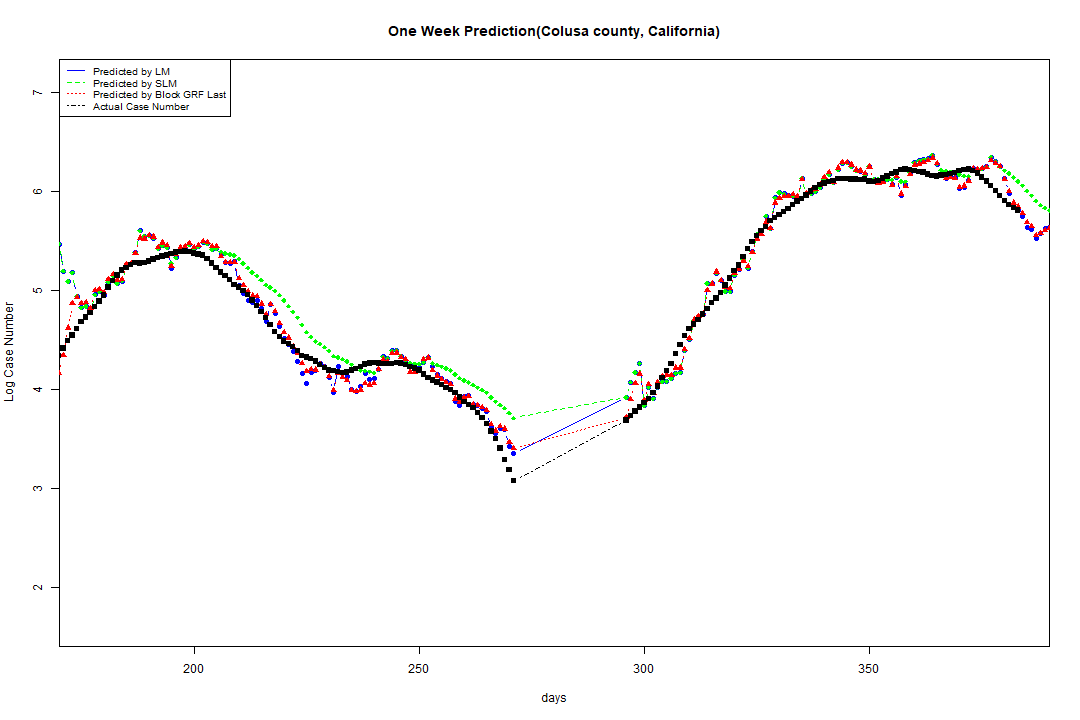 One Week Prediction(Colusa county, California)
Predicted by LM
Predicted by SLM
Predicted by Block GRF Last
Actual Case Number
7
6
5
4
3
2
Log Case Number
200
250
300
350
days